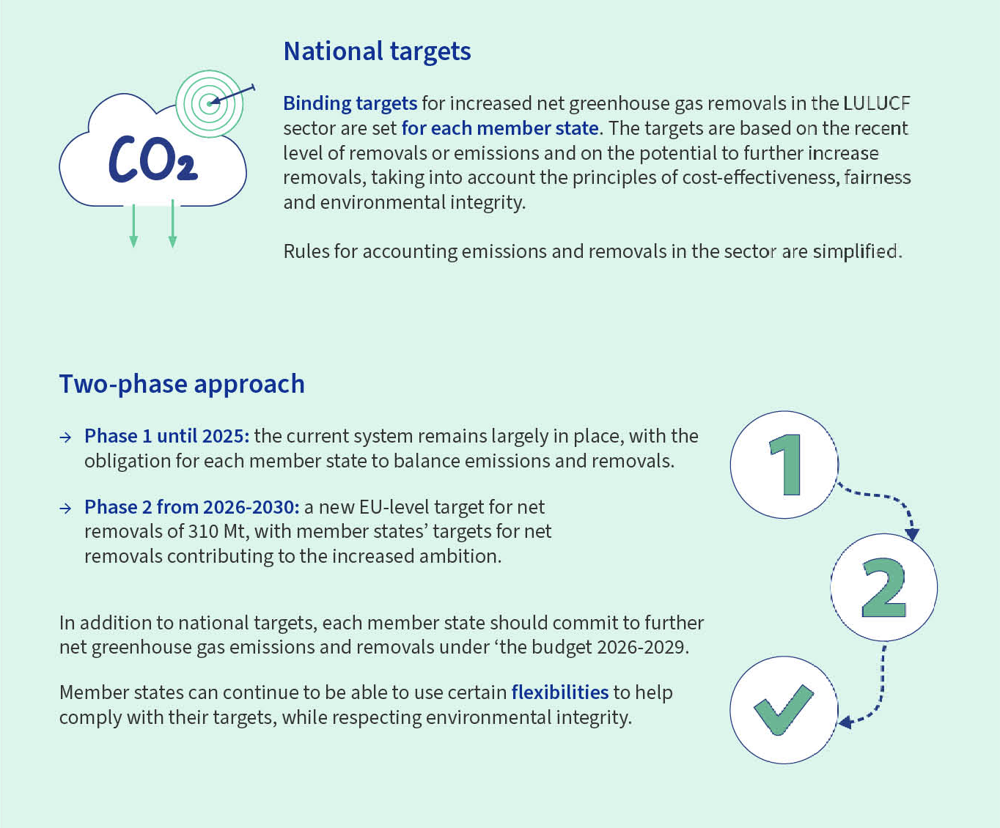 National targets
CO2
Binding targets for increased net greenhouse gas removals in the LULUCF
sector are set for each member state. The targets are based on the recent
level of removals or emissions and on the potential to further increase
removals, taking into account the principles of cost-effectiveness, fairness
and environmental integrity.
Rules for accounting emissions and removals in the sector are simplified.
Two-phase approach
→ Phase 1 until 2025: the current system remains largely in place, with the
obligation for each member state to balance emissions and removals.
→ Phase 2 from 2026-2030: a new EU-level target for net
removals of 310 Mt, with member states’ targets for net
removals contributing to the increased ambition.
In addition to national targets, each member state should commit to further
net greenhouse gas emissions and removals under ‘the budget 2026-2029.
Member states can continue to be able to use certain flexibilities to help
comply with their targets, while respecting environmental integrity.
1
2